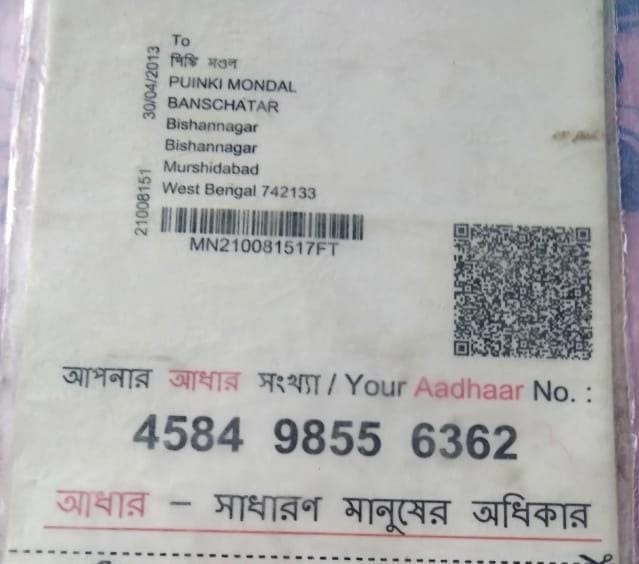 To
পিঙ্কি মণ্ডল
PUINKI MONDAL
BANSCHATAR
Bishannagar
Bishannagar
Murshidabad
West Bengal 742133
30/04/2013
21008151
MN210081517FT
আপনার আধার সংখ্যা / Your Aadhaar No. :
4584 9855 6362
আধার – সাধারণ মানুষের অধিকার